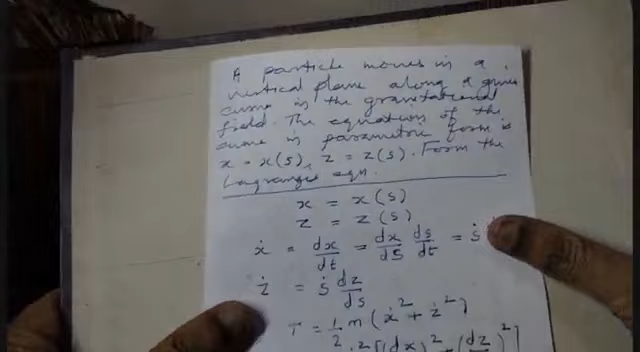 A particle moves in a
vertical plane along a given
curve in the gravitational
field. The equation of the
curve in parametric form is
x = x(s), z = z(s). Form the
Lagranges eqn.
x = x(s)
z = z(s)
ẋ = dx/dt = dx/ds ds/dt = ṡ
ż = ṡ dz/ds
T = 1/2 m (ẋ² + ż²)